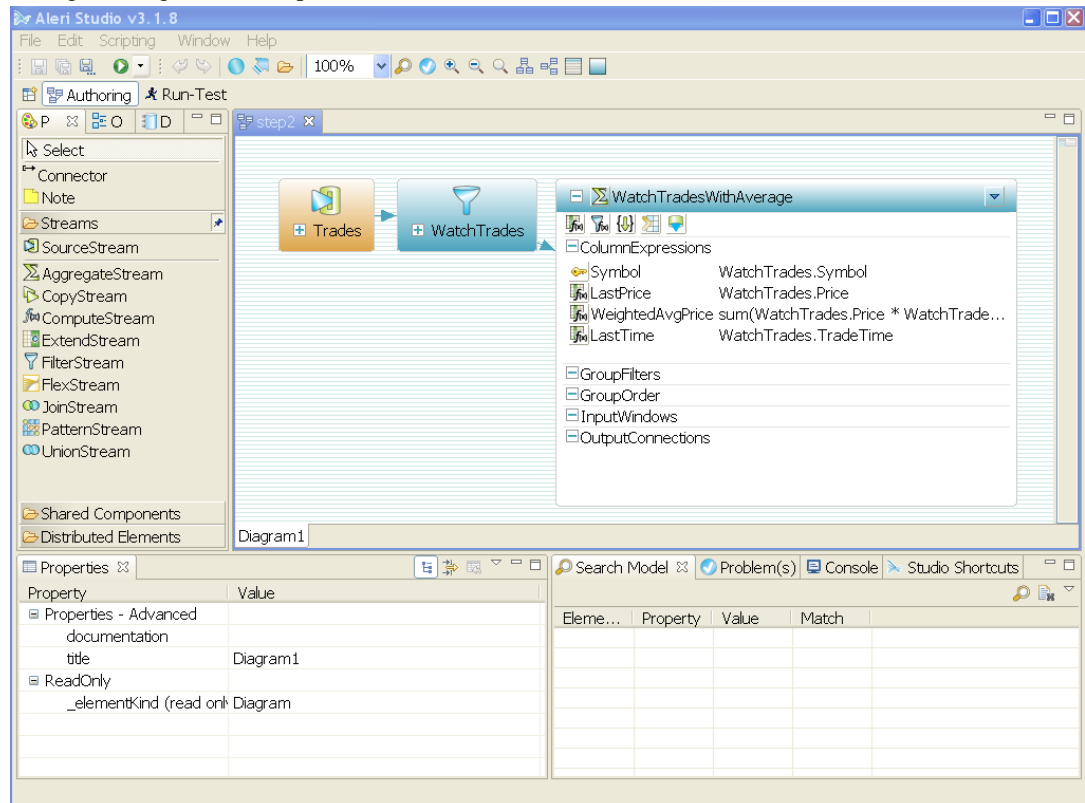 Aleri Studio v3.1.8
File Edit Scripting Window Help
100%
Authoring Run-Test
P O D step2
Select
Connector
Note
Streams
SourceStream
AggregateStream
CopyStream
ComputeStream
ExtendStream
FilterStream
FlexStream
JoinStream
PatternStream
UnionStream
Shared Components
Distributed Elements
Trades
WatchTrades
WatchTradesWithAverage
ColumnExpressions
Symbol WatchTrades.Symbol
LastPrice WatchTrades.Price
WeightedAvgPrice sum(WatchTrades.Price * WatchTrade...
LastTime WatchTrades.TradeTime
GroupFilters
GroupOrder
InputWindows
OutputConnections
Diagram1
Properties
Property Value
Properties - Advanced
documentation
title Diagram1
ReadOnly
_elementKind (read onl Diagram
Search Model Problem(s) Console Studio Shortcuts
Eleme... Property Value Match